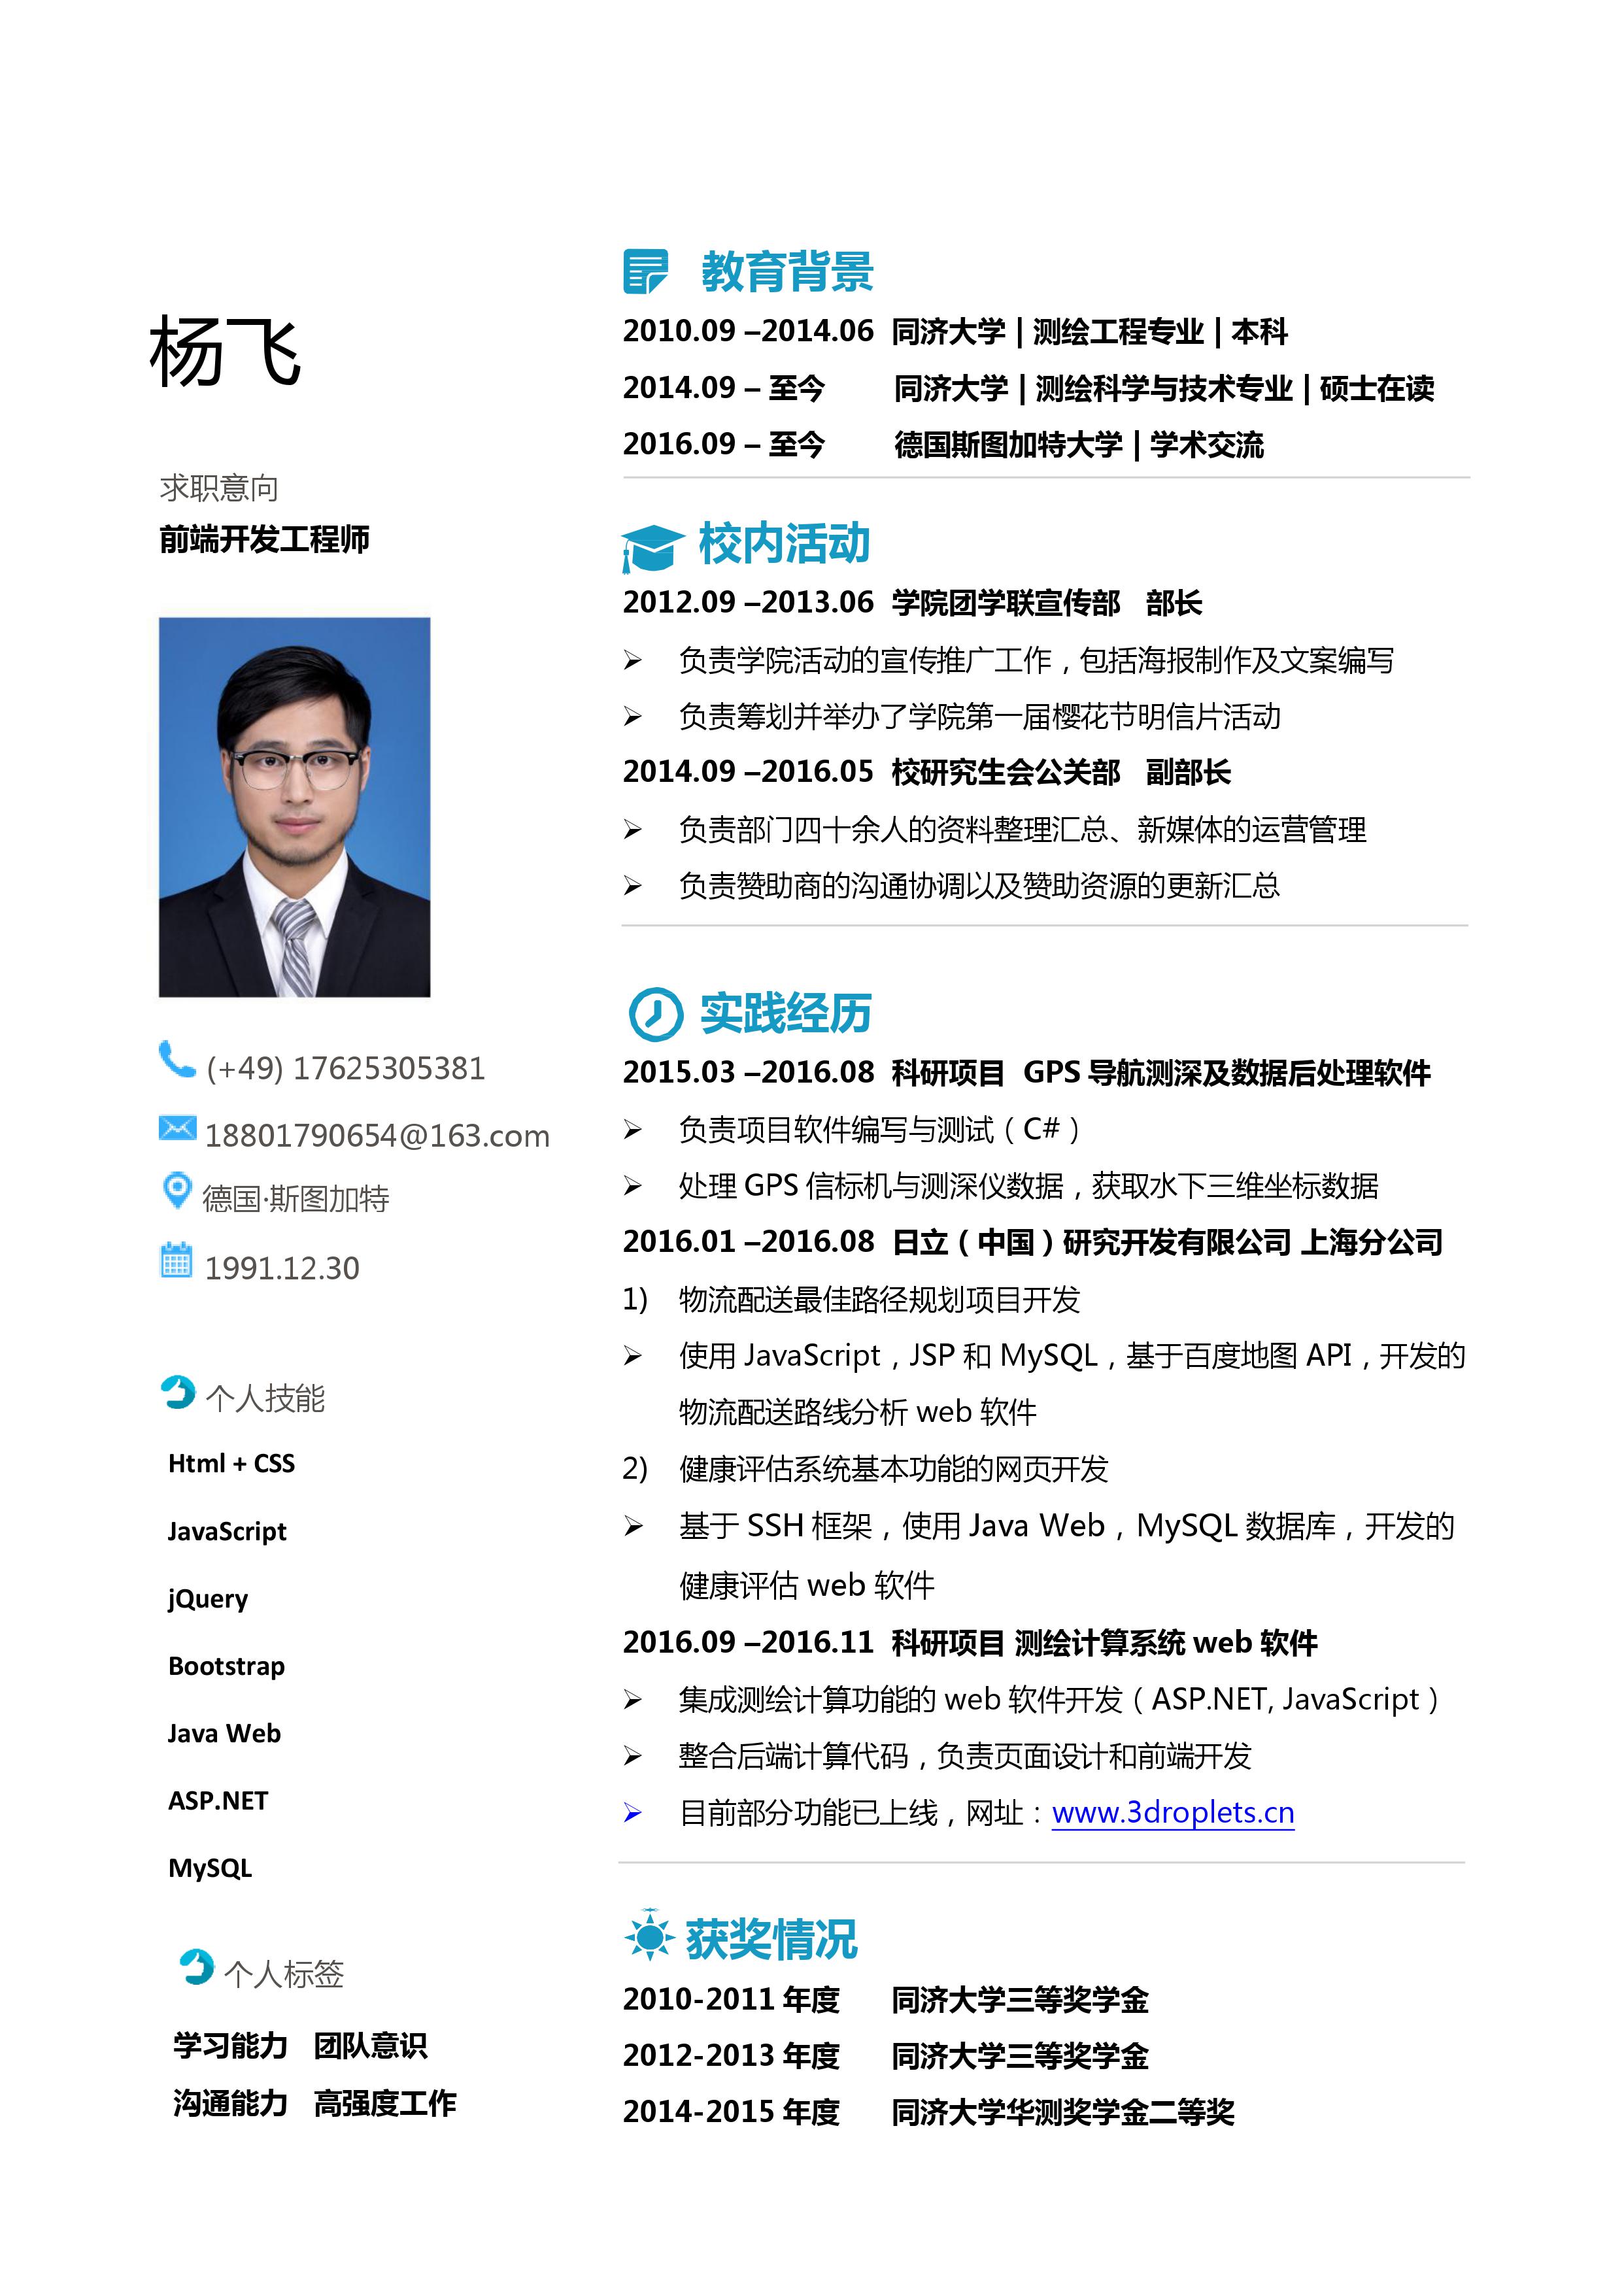 杨飞
求职意向
前端开发工程师
(+49) 17625305381
18801790654@163.com
德国·斯图加特
1991.12.30
个人技能
Html + CSS
JavaScript
jQuery
Bootstrap
Java Web
ASP.NET
MySQL
个人标签
学习能力 团队意识
沟通能力 高强度工作
教育背景
2010.09 –2014.06 同济大学 | 测绘工程专业 | 本科
2014.09 – 至今 同济大学 | 测绘科学与技术专业 | 硕士在读
2016.09 – 至今 德国斯图加特大学 | 学术交流
校内活动
2012.09 –2013.06 学院团学联宣传部 部长
➢ 负责学院活动的宣传推广工作，包括海报制作及文案编写
➢ 负责筹划并举办了学院第一届樱花节明信片活动
2014.09 –2016.05 校研究生会公关部 副部长
➢ 负责部门四十余人的资料整理汇总、新媒体的运营管理
➢ 负责赞助商的沟通协调以及赞助资源的更新汇总
实践经历
2015.03 –2016.08 科研项目 GPS 导航测深及数据后处理软件
➢ 负责项目软件编写与测试（C#）
➢ 处理 GPS 信标机与测深仪数据，获取水下三维坐标数据
2016.01 –2016.08 日立（中国）研究开发有限公司 上海分公司
1) 物流配送最佳路径规划项目开发
➢ 使用 JavaScript，JSP 和 MySQL，基于百度地图 API，开发的
物流配送路线分析 web 软件
2) 健康评估系统基本功能的网页开发
➢ 基于 SSH 框架，使用 Java Web，MySQL 数据库，开发的
健康评估 web 软件
2016.09 –2016.11 科研项目 测绘计算系统 web 软件
➢ 集成测绘计算功能的 web 软件开发（ASP.NET, JavaScript）
➢ 整合后端计算代码，负责页面设计和前端开发
➢ 目前部分功能已上线，网址：www.3droplets.cn
获奖情况
2010-2011 年度 同济大学三等奖学金
2012-2013 年度 同济大学三等奖学金
2014-2015 年度 同济大学华测奖学金二等奖